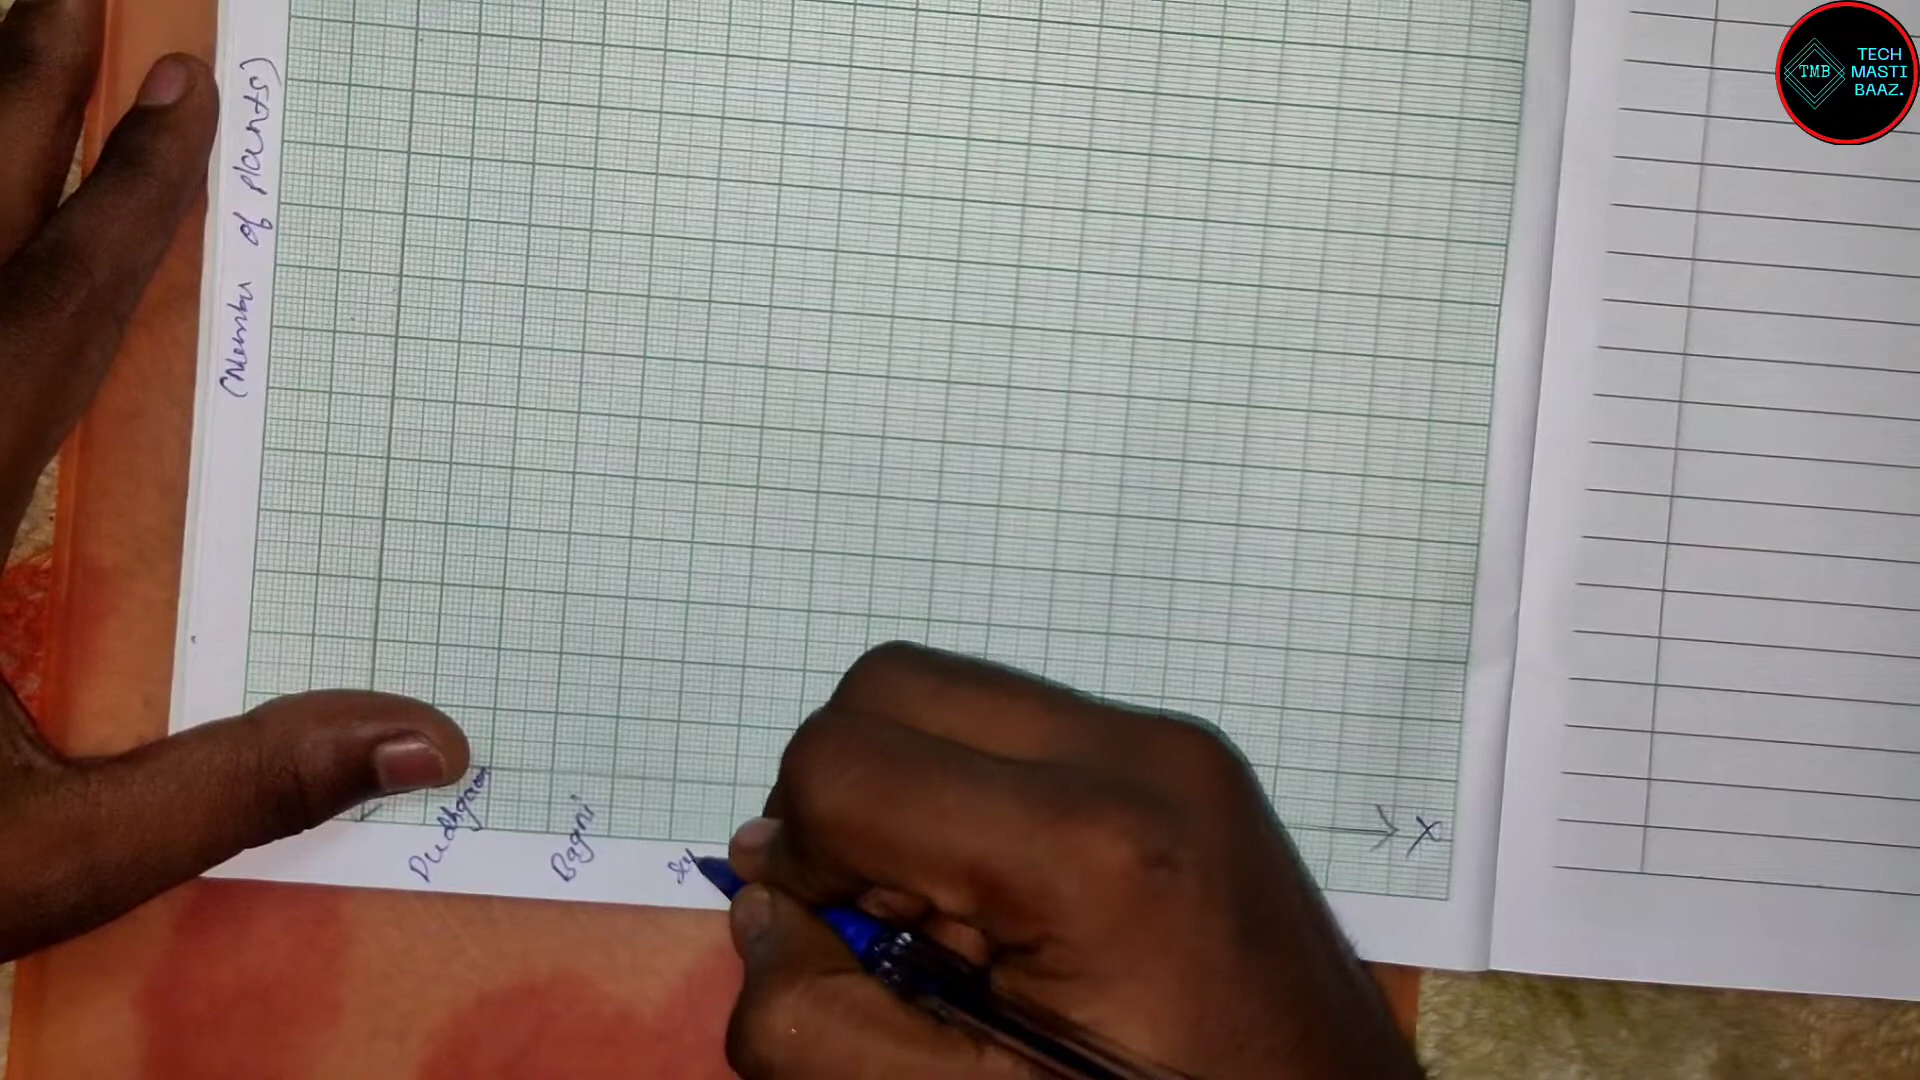 TECH
MASTI
BAAZ.
TMB
(Number of plants)
Dudhgaon
Bagni
X